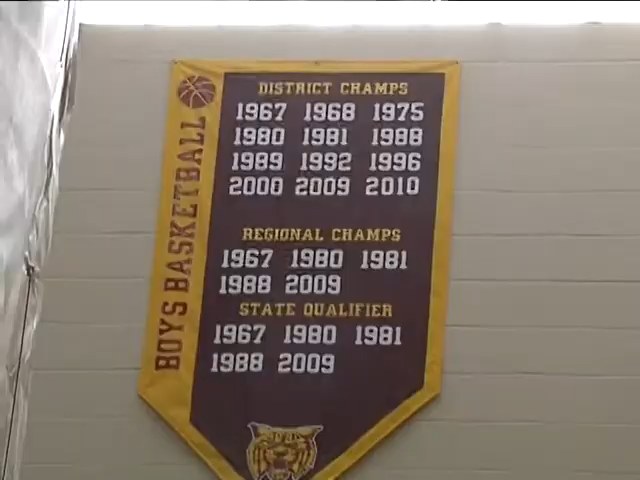 BOYS BASKETBALL
DISTRICT CHAMPS
1967 1968 1975
1980 1981 1988
1989 1992 1996
2000 2009 2010
REGIONAL CHAMPS
1967 1980 1981
1988 2009
STATE QUALIFIER
1967 1980 1981
1988 2009